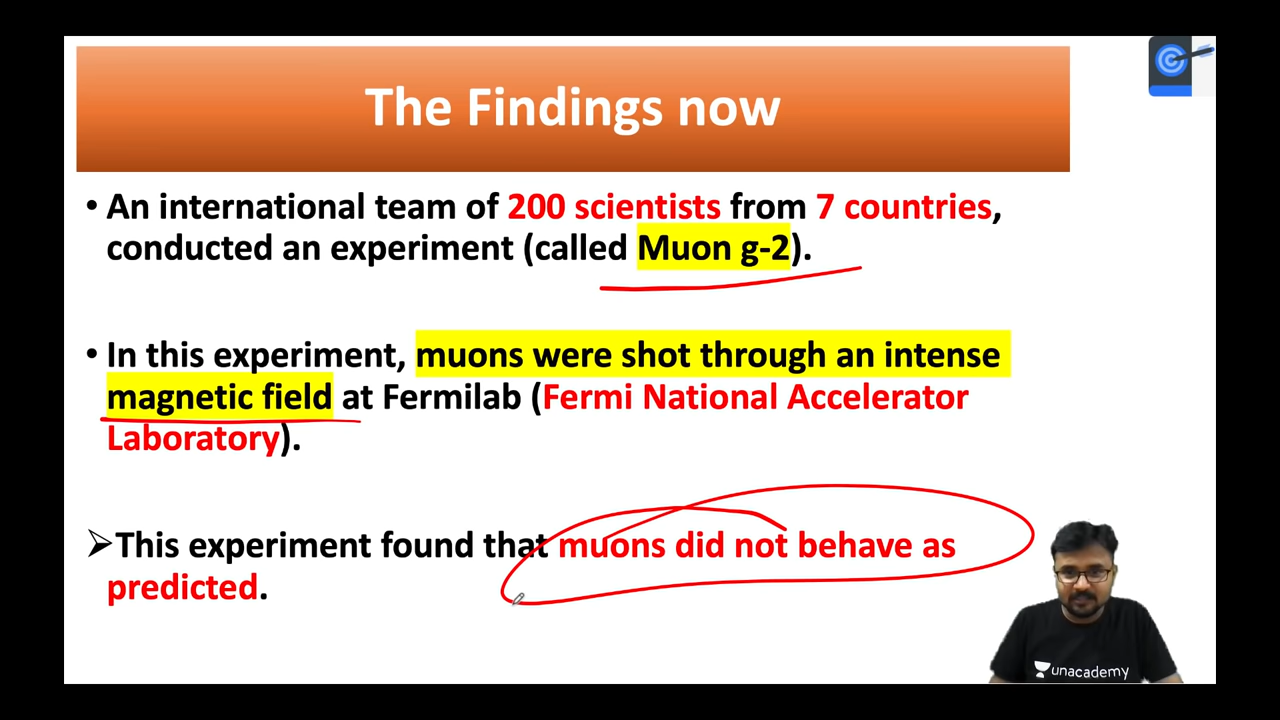 The Findings now
• An international team of 200 scientists from 7 countries,
conducted an experiment (called Muon g-2).
• In this experiment, muons were shot through an intense
magnetic field at Fermilab (Fermi National Accelerator
Laboratory).
➢This experiment found that muons did not behave as
predicted.
unacademy